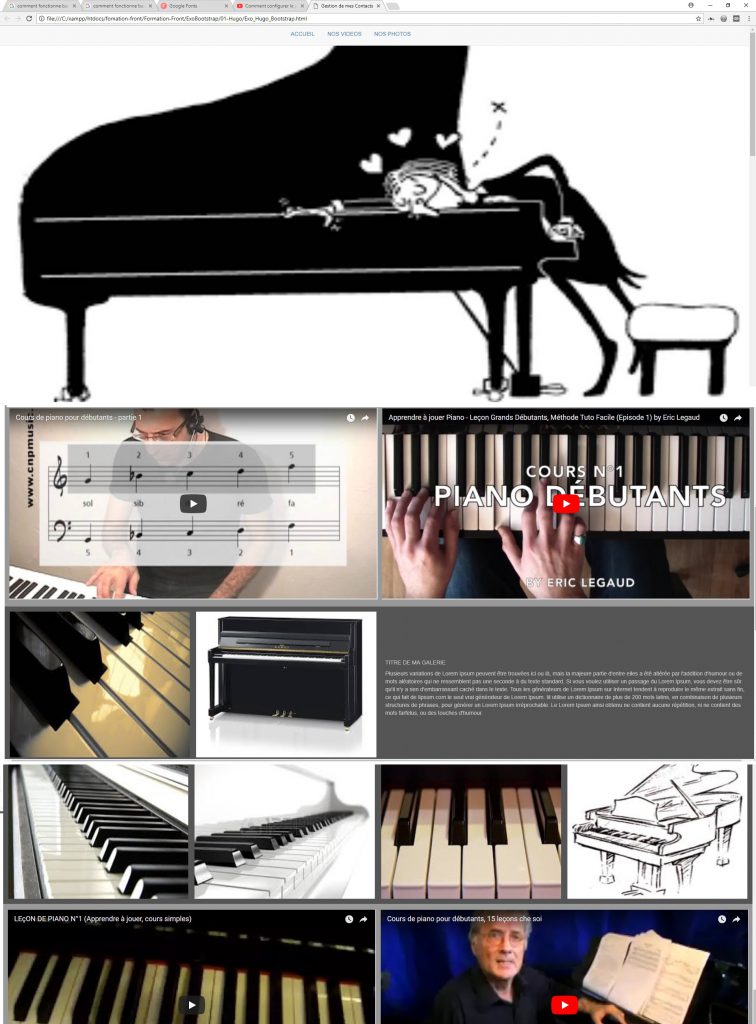 comment fonctionne bu
comment fonctionne bu
Google Fonts
Comment configurer le
Gestion de mes Contacts
file:///C:/xampp/htdocs/fomation-front/Formation-Front/ExoBootstrap/01-Hugo/Exo_Hugo_Bootstrap.html
ACCUEIL NOS VIDEOS NOS PHOTOS
Cours de piano pour débutants - partie 1
www.cnpmusic.
1 2 3 4 5
sol sib ré fa
5 4 3 2 1
Apprendre à jouer Piano - Leçon Grands Débutants, Méthode Tuto Facile (Episode 1) by Eric Legaud
COURS N°1
PIANO DÉBUTANTS
BY ERIC LEGAUD
TITRE DE MA GALERIE
Plusieurs variations de Lorem Ipsum peuvent être trouvées ici ou là, mais la majeure partie d'entre elles a été altérée par l'addition d'humour ou de
mots aléatoires qui ne ressemblent pas une seconde à du texte standard. Si vous voulez utiliser un passage du Lorem Ipsum, vous devez être sûr
qu'il n'y a rien d'embarrassant caché dans le texte. Tous les générateurs de Lorem Ipsum sur Internet tendent à reproduire le même extrait sans fin,
ce qui fait de lipsum.com le seul vrai générateur de Lorem Ipsum. Iil utilise un dictionnaire de plus de 200 mots latins, en combinaison de plusieurs
structures de phrases, pour générer un Lorem Ipsum irréprochable. Le Lorem Ipsum ainsi obtenu ne contient aucune répétition, ni ne contient des
mots farfelus, ou des touches d'humour.
LEçON DE PIANO N°1 (Apprendre à jouer, cours simples)
Cours de piano pour débutants, 15 leçons che soi